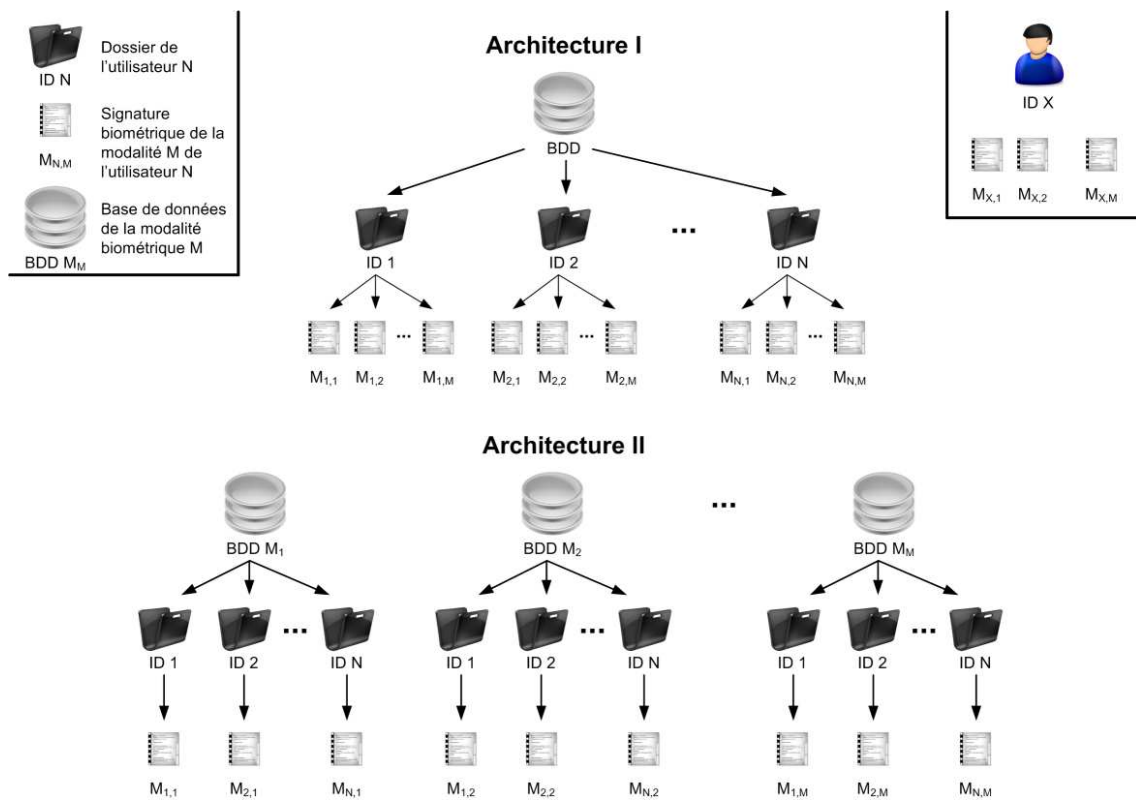 Dossier de
l'utilisateur N
ID N
Signature
biométrique de la
modalité M de
l'utilisateur N
M_{N,M}
Base de données
de la modalité
biométrique M
BDD M_M
Architecture I
BDD
ID 1
ID 2
...
ID N
...
...
...
M_{1,1}
M_{1,2}
M_{1,M}
M_{2,1}
M_{2,2}
M_{2,M}
M_{N,1}
M_{N,2}
M_{N,M}
ID X
M_{X,1}
M_{X,2}
M_{X,M}
Architecture II
...
BDD M_1
BDD M_2
BDD M_M
...
...
...
ID 1
ID 2
ID N
ID 1
ID 2
ID N
ID 1
ID 2
ID N
M_{1,1}
M_{2,1}
M_{N,1}
M_{1,2}
M_{2,2}
M_{N,2}
M_{1,M}
M_{2,M}
M_{N,M}